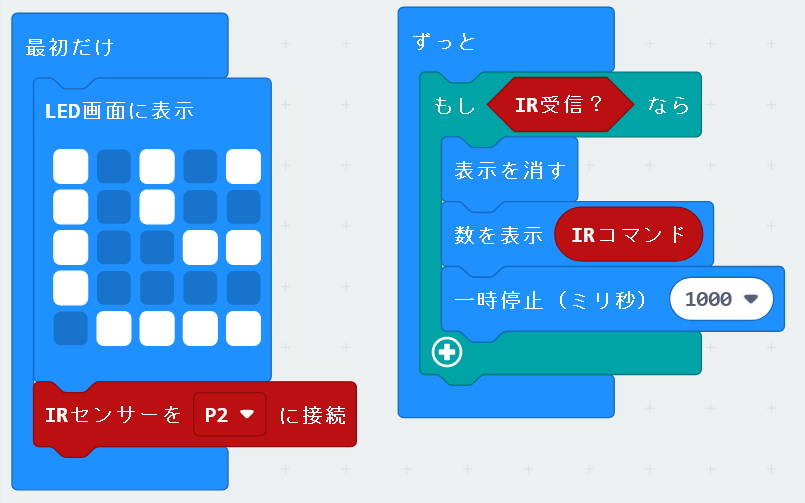 最初だけ
LED画面に表示
IRセンサーを P2 に接続
ずっと
もし IR受信？ なら
表示を消す
数を表示 IRコマンド
一時停止（ミリ秒） 1000